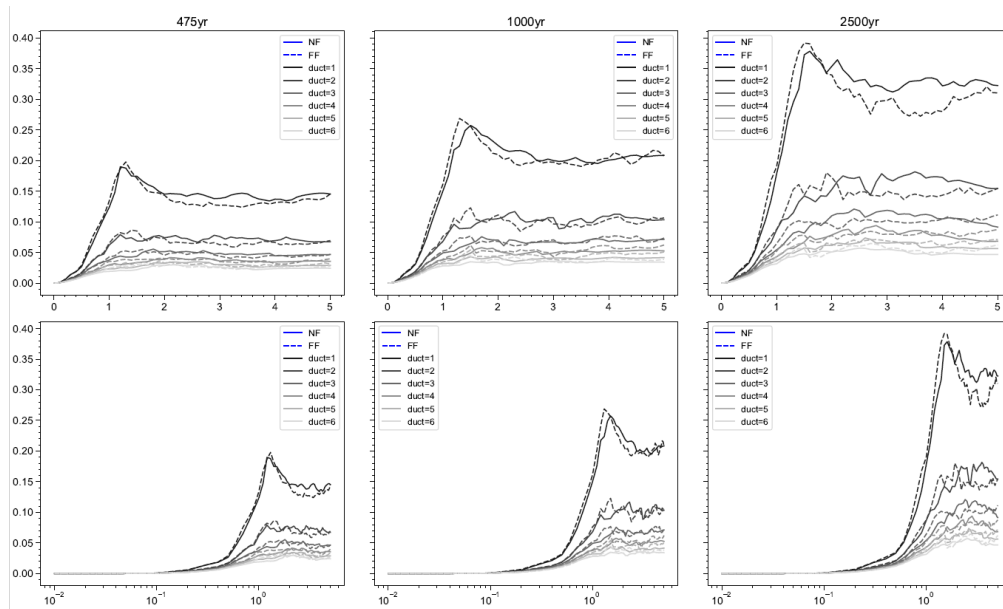 475yr
1000yr
2500yr
0.40
0.35
0.30
0.25
0.20
0.15
0.10
0.05
0.00
NF
FF
duct=1
duct=2
duct=3
duct=4
duct=5
duct=6
0 1 2 3 4 5
NF
FF
duct=1
duct=2
duct=3
duct=4
duct=5
duct=6
0 1 2 3 4 5
NF
FF
duct=1
duct=2
duct=3
duct=4
duct=5
duct=6
0 1 2 3 4 5
0.40
0.35
0.30
0.25
0.20
0.15
0.10
0.05
0.00
NF
FF
duct=1
duct=2
duct=3
duct=4
duct=5
duct=6
10⁻² 10⁻¹ 10⁰
NF
FF
duct=1
duct=2
duct=3
duct=4
duct=5
duct=6
10⁻² 10⁻¹ 10⁰
NF
FF
duct=1
duct=2
duct=3
duct=4
duct=5
duct=6
10⁻² 10⁻¹ 10⁰